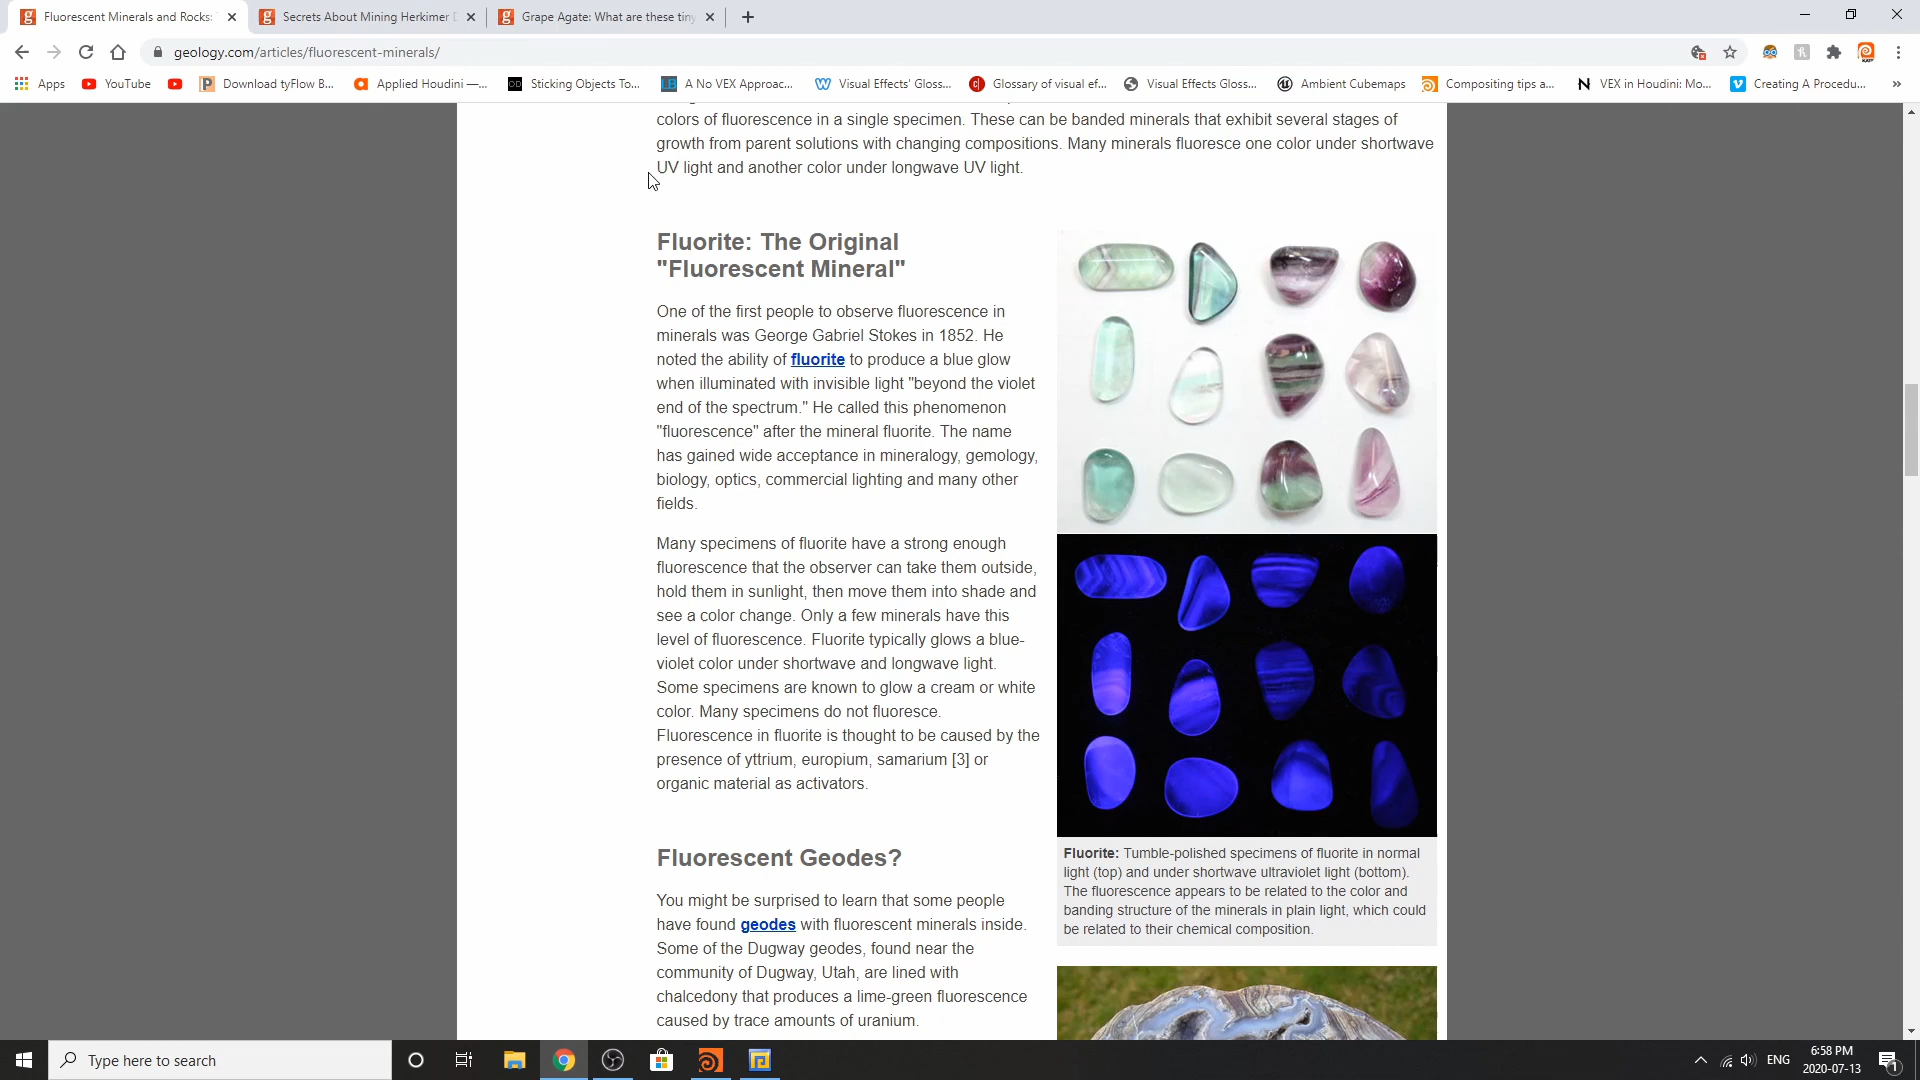 Fluorescent Minerals and Rocks:
Secrets About Mining Herkimer
Grape Agate: What are these tiny
geology.com/articles/fluorescent-minerals/
Apps
YouTube
Download tyFlow B...
Applied Houdini —...
Sticking Objects To...
A No VEX Approac...
Visual Effects' Gloss...
Glossary of visual ef...
Visual Effects Gloss...
Ambient Cubemaps
Compositing tips a...
VEX in Houdini: Mo...
Creating A Procedu...
colors of fluorescence in a single specimen. These can be banded minerals that exhibit several stages of
growth from parent solutions with changing compositions. Many minerals fluoresce one color under shortwave
UV light and another color under longwave UV light.
Fluorite: The Original
"Fluorescent Mineral"
One of the first people to observe fluorescence in
minerals was George Gabriel Stokes in 1852. He
noted the ability of fluorite to produce a blue glow
when illuminated with invisible light "beyond the violet
end of the spectrum." He called this phenomenon
"fluorescence" after the mineral fluorite. The name
has gained wide acceptance in mineralogy, gemology,
biology, optics, commercial lighting and many other
fields.
Many specimens of fluorite have a strong enough
fluorescence that the observer can take them outside,
hold them in sunlight, then move them into shade and
see a color change. Only a few minerals have this
level of fluorescence. Fluorite typically glows a blue-
violet color under shortwave and longwave light.
Some specimens are known to glow a cream or white
color. Many specimens do not fluoresce.
Fluorescence in fluorite is thought to be caused by the
presence of yttrium, europium, samarium [3] or
organic material as activators.
Fluorite: Tumble-polished specimens of fluorite in normal
light (top) and under shortwave ultraviolet light (bottom).
The fluorescence appears to be related to the color and
banding structure of the minerals in plain light, which could
be related to their chemical composition.
Fluorescent Geodes?
You might be surprised to learn that some people
have found geodes with fluorescent minerals inside.
Some of the Dugway geodes, found near the
community of Dugway, Utah, are lined with
chalcedony that produces a lime-green fluorescence
caused by trace amounts of uranium.
Type here to search
ENG
6:58 PM
2020-07-13
1